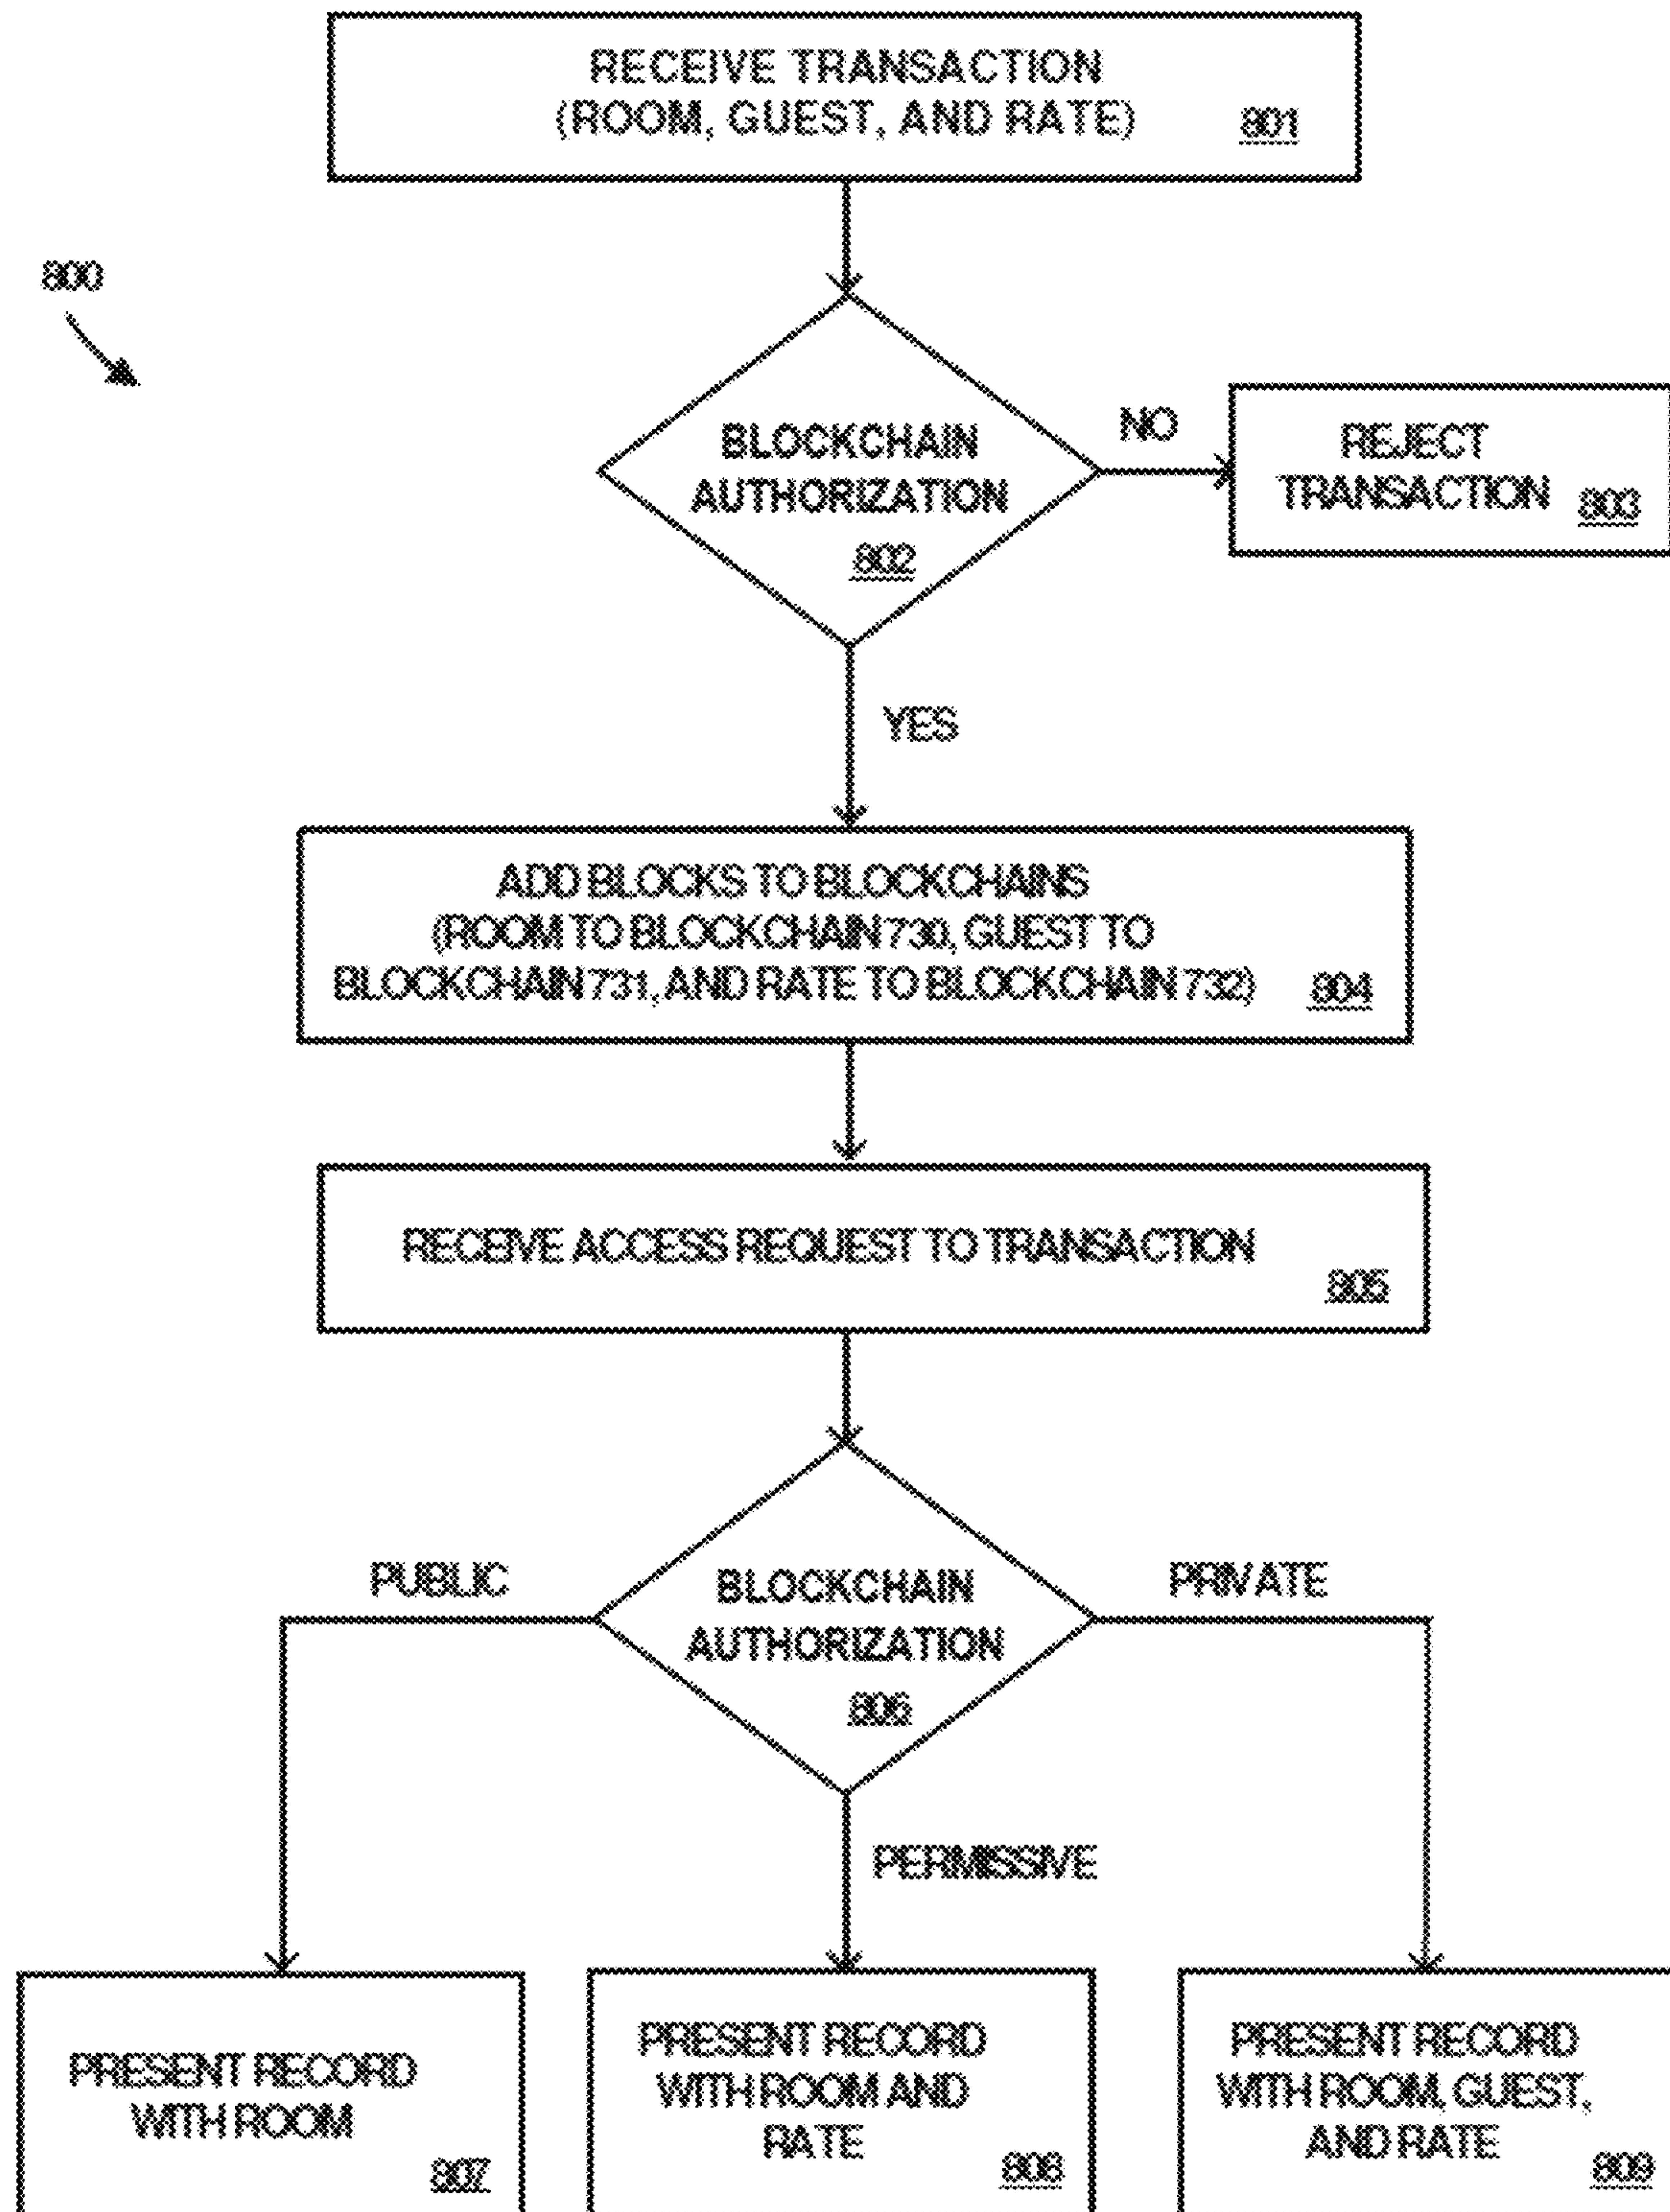 RECEIVE TRANSACTION
(ROOM, GUEST, AND RATE)
801
800
BLOCKCHAIN
AUTHORIZATION
802
NO
REJECT
TRANSACTION
803
YES
ADD BLOCKS TO BLOCKCHAINS
(ROOM TO BLOCKCHAIN 730, GUEST TO
BLOCKCHAIN 731, AND RATE TO BLOCKCHAIN 732)
804
RECEIVE ACCESS REQUEST TO TRANSACTION
805
PUBLIC
BLOCKCHAIN
AUTHORIZATION
806
PRIVATE
PERMISSIVE
PRESENT RECORD
WITH ROOM
807
PRESENT RECORD
WITH ROOM AND
RATE
808
PRESENT RECORD
WITH ROOM, GUEST,
AND RATE
809